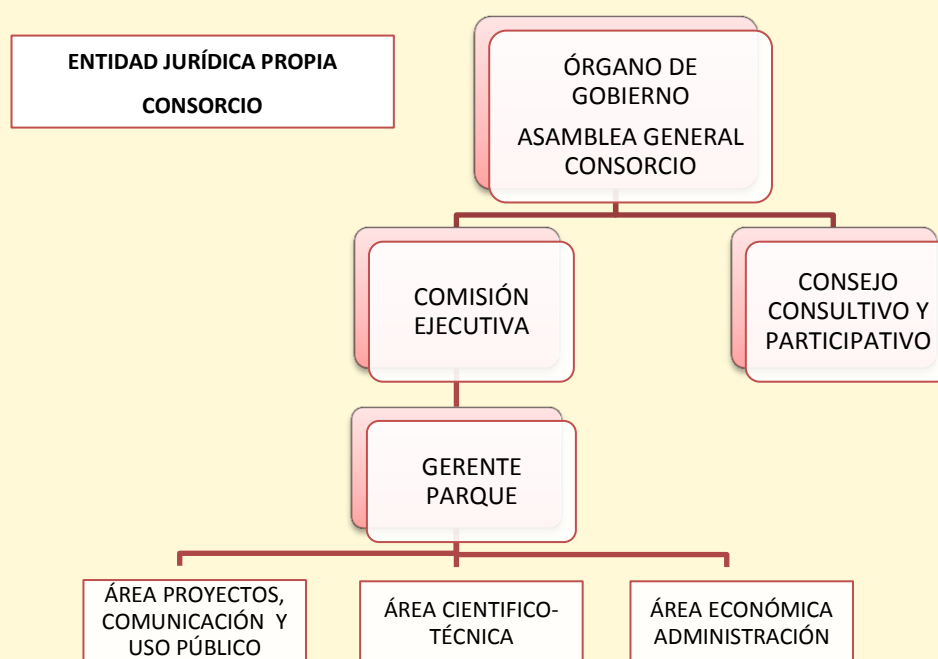 ENTIDAD JURÍDICA PROPIA
CONSORCIO
ÓRGANO DE
GOBIERNO
ASAMBLEA GENERAL
CONSORCIO
COMISIÓN
EJECUTIVA
CONSEJO
CONSULTIVO Y
PARTICIPATIVO
GERENTE
PARQUE
ÁREA PROYECTOS,
COMUNICACIÓN Y
USO PÚBLICO
ÁREA CIENTIFICO-
TÉCNICA
ÁREA ECONÓMICA
ADMINISTRACIÓN